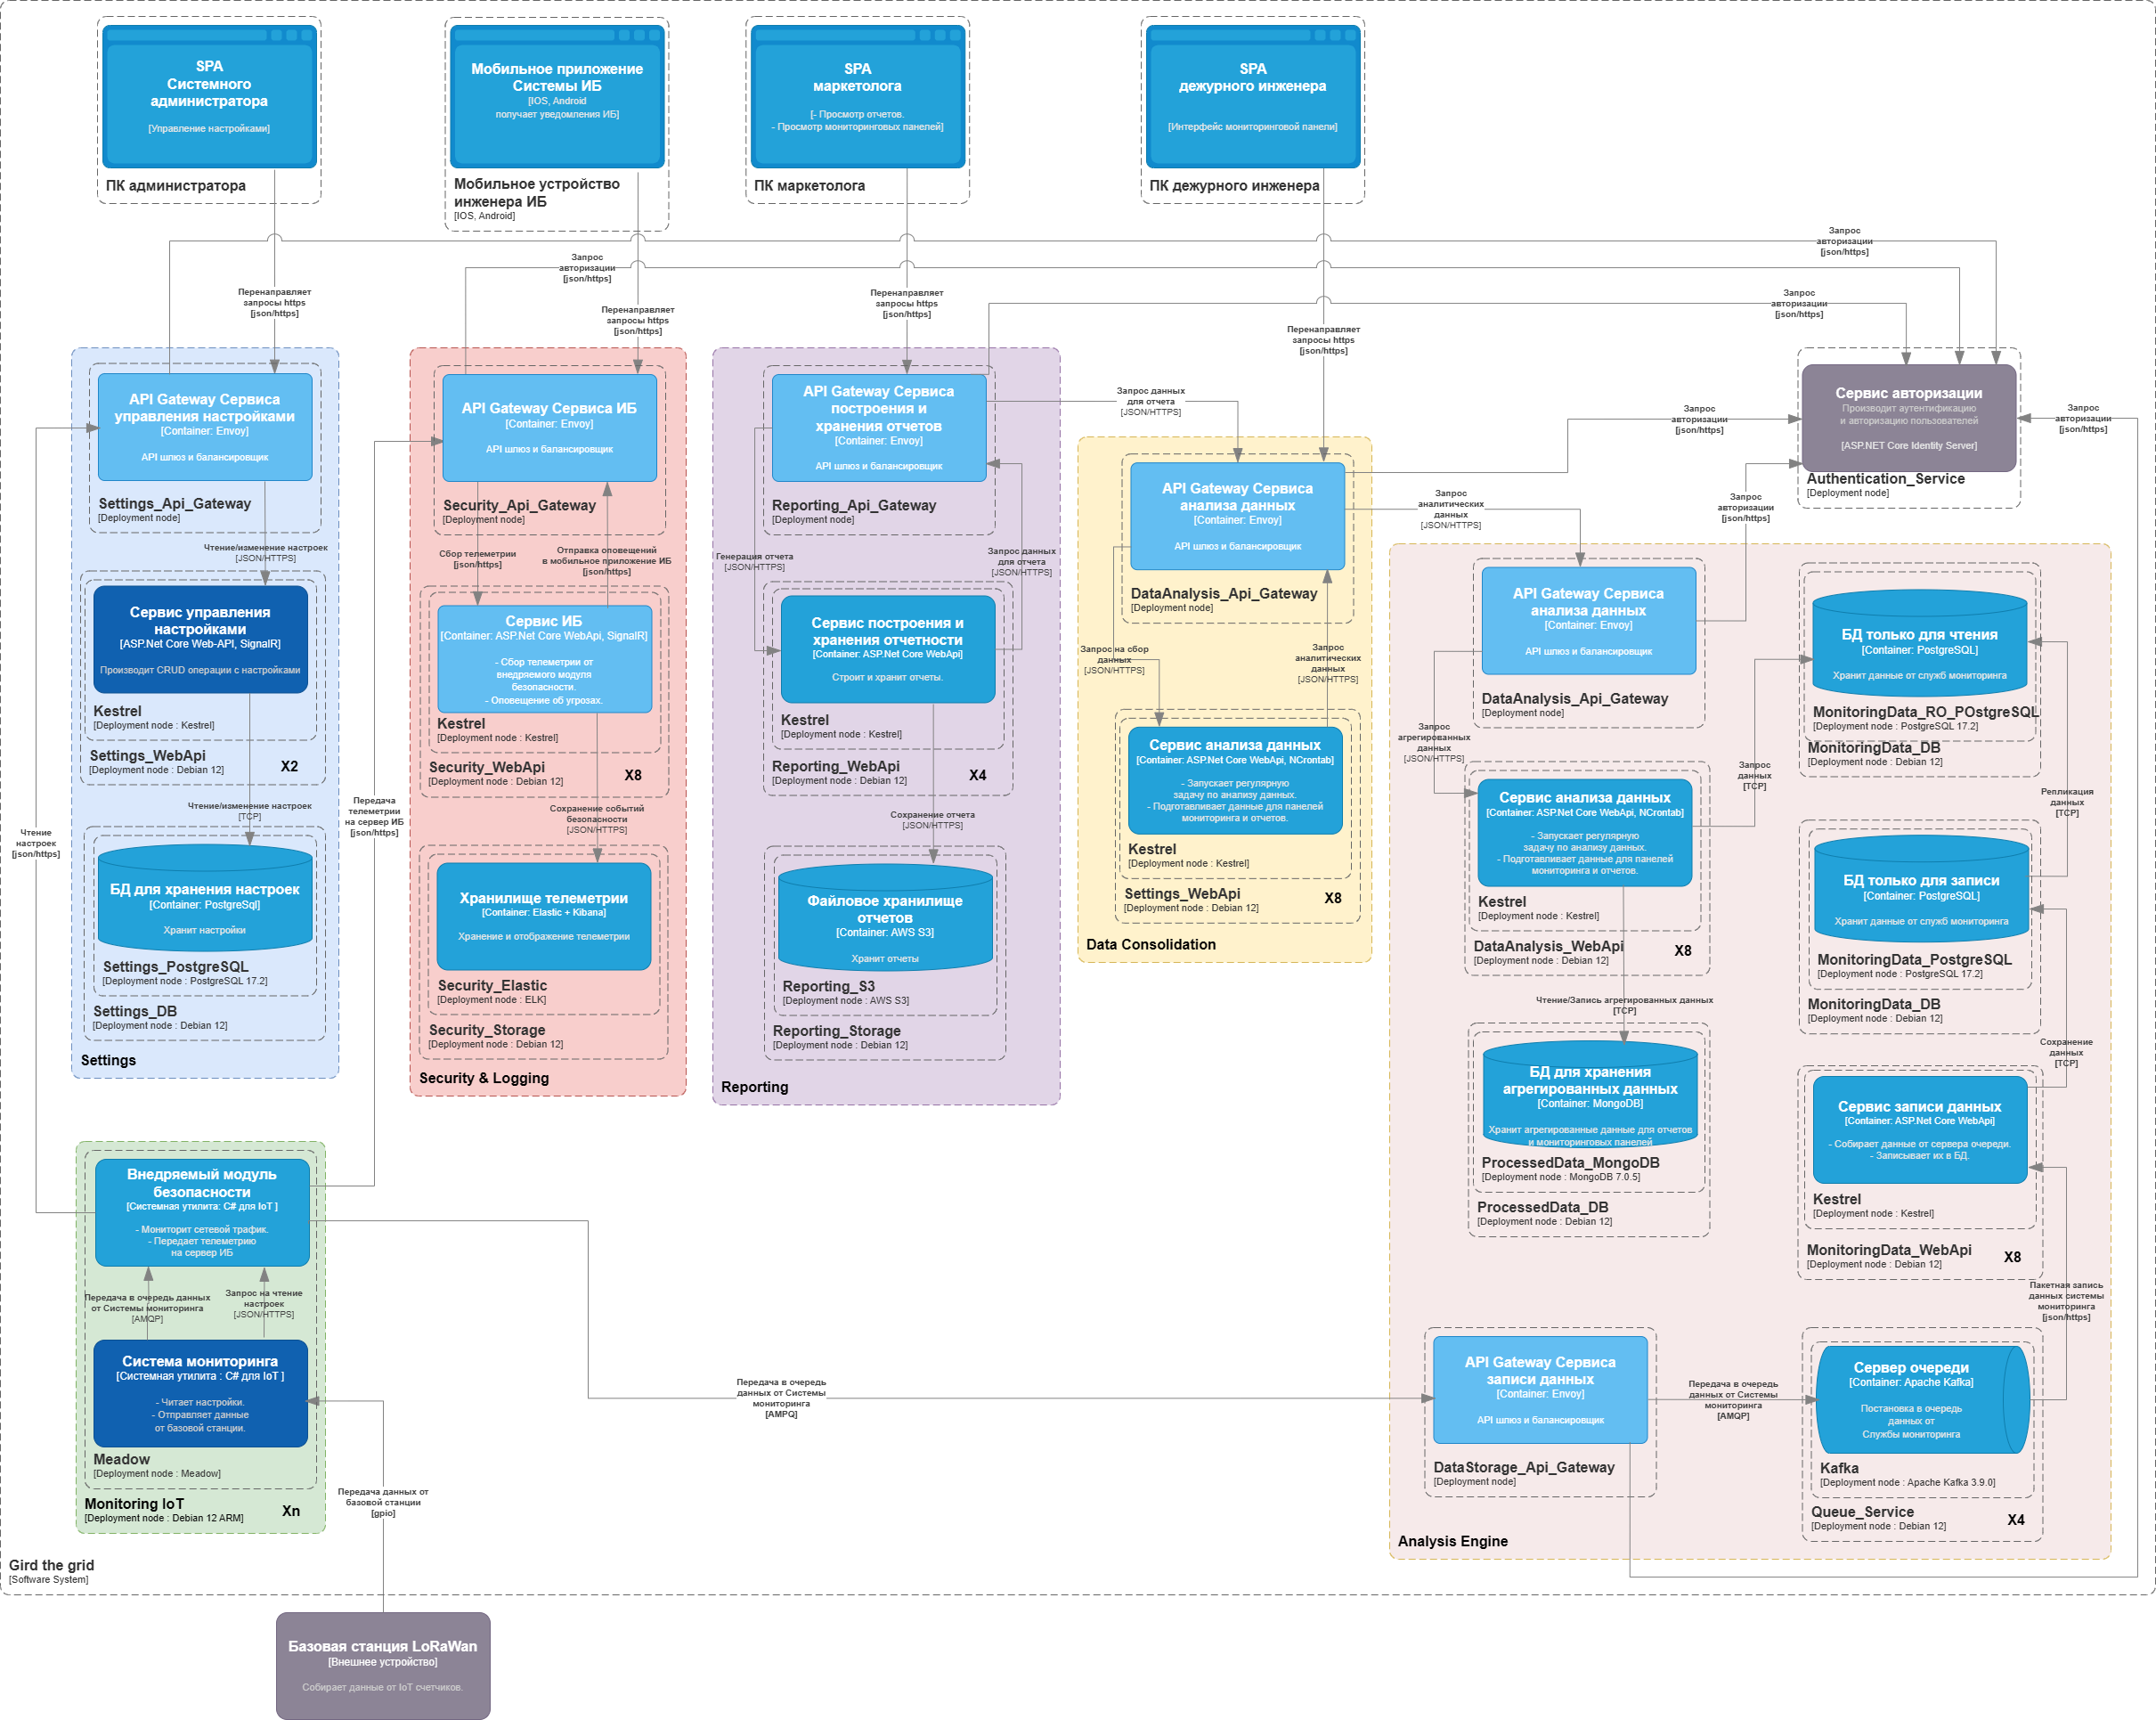 SPA
Системного
администратора
[Управление настройками]
ПК администратора
Мобильное приложение
Системы ИБ
[IOS, Android
получает уведомления ИБ]
Мобильное устройство
инженера ИБ
[IOS, Android]
SPA
маркетолога
[- Просмотр отчетов.
- Просмотр мониторинговых панелей]
ПК маркетолога
SPA
дежурного инженера
[Интерфейс мониторинговой панели]
ПК дежурного инженера
Запрос
авторизации
[json/https]
Запрос
авторизации
[json/https]
Запрос
авторизации
[json/https]
Перенаправляет
запросы https
[json/https]
Перенаправляет
запросы https
[json/https]
Перенаправляет
запросы https
[json/https]
Перенаправляет
запросы https
[json/https]
API Gateway Сервиса
управления настройками
[Container: Envoy]
API шлюз и балансировщик
Settings_Api_Gateway
[Deployment node]
Чтение/изменение настроек
[JSON/HTTPS]
Сервис управления
настройками
[ASP.Net Core Web-API, SignalR]
Производит CRUD операции с настройками
Kestrel
[Deployment node : Kestrel]
Settings_WebApi
[Deployment node : Debian 12]
X2
Чтение/изменение настроек
[TCP]
БД для хранения настроек
[Container: PostgreSql]
Хранит настройки
Settings_PostgreSQL
[Deployment node : PostgreSQL 17.2]
Settings_DB
[Deployment node : Debian 12]
Settings
Чтение
настроек
[json/https]
Передача
телеметрии
на сервер ИБ
[json/https]
API Gateway Сервиса ИБ
[Container: Envoy]
API шлюз и балансировщик
Security_Api_Gateway
[Deployment node]
Сбор телеметрии
[json/https]
Отправка оповещений
в мобильное приложение ИБ
[json/https]
Сервис ИБ
[Container: ASP.Net Core WebApi, SignalR]
- Сбор телеметрии от
внедряемого модуля
безопасности.
- Оповещение об угрозах.
Kestrel
[Deployment node : Kestrel]
Security_WebApi
[Deployment node : Debian 12]
X8
Сохранение событий
безопасности
[JSON/HTTPS]
Хранилище телеметрии
[Container: Elastic + Kibana]
Хранение и отображение телеметрии
Security_Elastic
[Deployment node : ELK]
Security_Storage
[Deployment node : Debian 12]
Security & Logging
API Gateway Сервиса
построения и
хранения отчетов
[Container: Envoy]
API шлюз и балансировщик
Reporting_Api_Gateway
[Deployment node]
Генерация отчета
[JSON/HTTPS]
Запрос данных
для отчета
[JSON/HTTPS]
Сервис построения и
хранения отчетности
[Container: ASP.Net Core WebApi]
Строит и хранит отчеты.
Kestrel
[Deployment node : Kestrel]
Reporting_WebApi
[Deployment node : Debian 12]
X4
Сохранение отчета
[JSON/HTTPS]
Файловое хранилище
отчетов
[Container: AWS S3]
Хранит отчеты
Reporting_S3
[Deployment node : AWS S3]
Reporting_Storage
[Deployment node : Debian 12]
Reporting
Запрос данных
для отчета
[JSON/HTTPS]
API Gateway Сервиса
анализа данных
[Container: Envoy]
API шлюз и балансировщик
DataAnalysis_Api_Gateway
[Deployment node]
Запрос на сбор
данных
[JSON/HTTPS]
Запрос
аналитических
данных
[JSON/HTTPS]
Сервис анализа данных
[Container: ASP.Net Core WebApi, NCrontab]
- Запускает регулярную
задачу по анализу данных.
- Подготавливает данные для панелей
мониторинга и отчетов.
Kestrel
[Deployment node : Kestrel]
Settings_WebApi
[Deployment node : Debian 12]
X8
Data Consolidation
Запрос
авторизации
[json/https]
Запрос
аналитических
данных
[JSON/HTTPS]
Запрос
авторизации
[json/https]
Сервис авторизации
Производит аутентификацию
и авторизацию пользователей
[ASP.NET Core Identity Server]
Authentication_Service
[Deployment node]
Запрос
авторизации
[json/https]
API Gateway Сервиса
анализа данных
[Container: Envoy]
API шлюз и балансировщик
DataAnalysis_Api_Gateway
[Deployment node]
Запрос
агрегированных
данных
[JSON/HTTPS]
Сервис анализа данных
[Container: ASP.Net Core WebApi, NCrontab]
- Запускает регулярную
задачу по анализу данных.
- Подготавливает данные для панелей
мониторинга и отчетов.
Kestrel
[Deployment node : Kestrel]
DataAnalysis_WebApi
[Deployment node : Debian 12]
X8
Запрос
данных
[TCP]
Чтение/Запись агрегированных данных
[TCP]
БД для хранения
агрегированных данных
[Container: MongoDB]
Хранит агрегированные данные для отчетов
и мониторинговых панелей
ProcessedData_MongoDB
[Deployment node : MongoDB 7.0.5]
ProcessedData_DB
[Deployment node : Debian 12]
БД только для чтения
[Container: PostgreSQL]
Хранит данные от служб мониторинга
MonitoringData_RO_POstgreSQL
[Deployment node : PostgreSQL 17.2]
MonitoringData_DB
[Deployment node : Debian 12]
Репликация
данных
[TCP]
БД только для записи
[Container: PostgreSQL]
Хранит данные от служб мониторинга
MonitoringData_PostgreSQL
[Deployment node : PostgreSQL 17.2]
MonitoringData_DB
[Deployment node : Debian 12]
Сохранение
данных
[TCP]
Сервис записи данных
[Container: ASP.Net Core WebApi]
- Собирает данные от сервера очереди.
- Записывает их в БД.
Kestrel
[Deployment node : Kestrel]
MonitoringData_WebApi
[Deployment node : Debian 12]
X8
Пакетная запись
данных системы
мониторинга
[json/https]
API Gateway Сервиса
записи данных
[Container: Envoy]
API шлюз и балансировщик
DataStorage_Api_Gateway
[Deployment node]
Передача в очередь
данных от Системы
мониторинга
[AMQP]
Сервер очереди
[Container: Apache Kafka]
Постановка в очередь
данных от
Службы мониторинга
Kafka
[Deployment node : Apache Kafka 3.9.0]
Queue_Service
[Deployment node : Debian 12]
X4
Analysis Engine
Внедряемый модуль
безопасности
[Системная утилита: C# для IoT ]
- Мониторит сетевой трафик.
- Передает телеметрию
на сервер ИБ
Передача в очередь данных
от Системы мониторинга
[AMQP]
Запрос на чтение
настроек
[JSON/HTTPS]
Система мониторинга
[Системная утилита : C# для IoT ]
- Читает настройки.
- Отправляет данные
от базовой станции.
Meadow
[Deployment node : Meadow]
Monitoring IoT
[Deployment node : Debian 12 ARM]
Xn
Передача в очередь
данных от Системы
мониторинга
[AMPQ]
Передача данных от
базовой станции
[gpio]
Gird the grid
[Software System]
Базовая станция LoRaWan
[Внешнее устройство]
Собирает данные от IoT счетчиков.